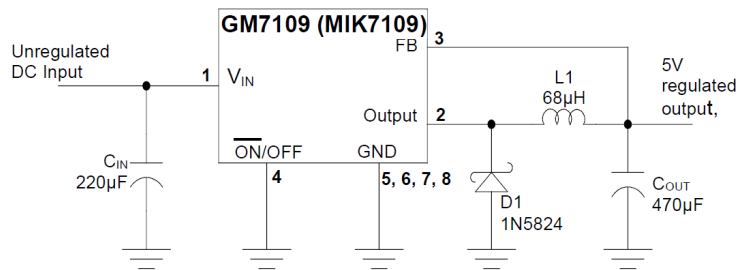 GM7109 (MIK7109)
FB
3
Unregulated
DC Input
1
VIN
5V
regulated
output,
L1
68µH
Output
2
ON/OFF
GND
CIN
220µF
4
5, 6, 7, 8
D1
1N5824
COUT
470µF